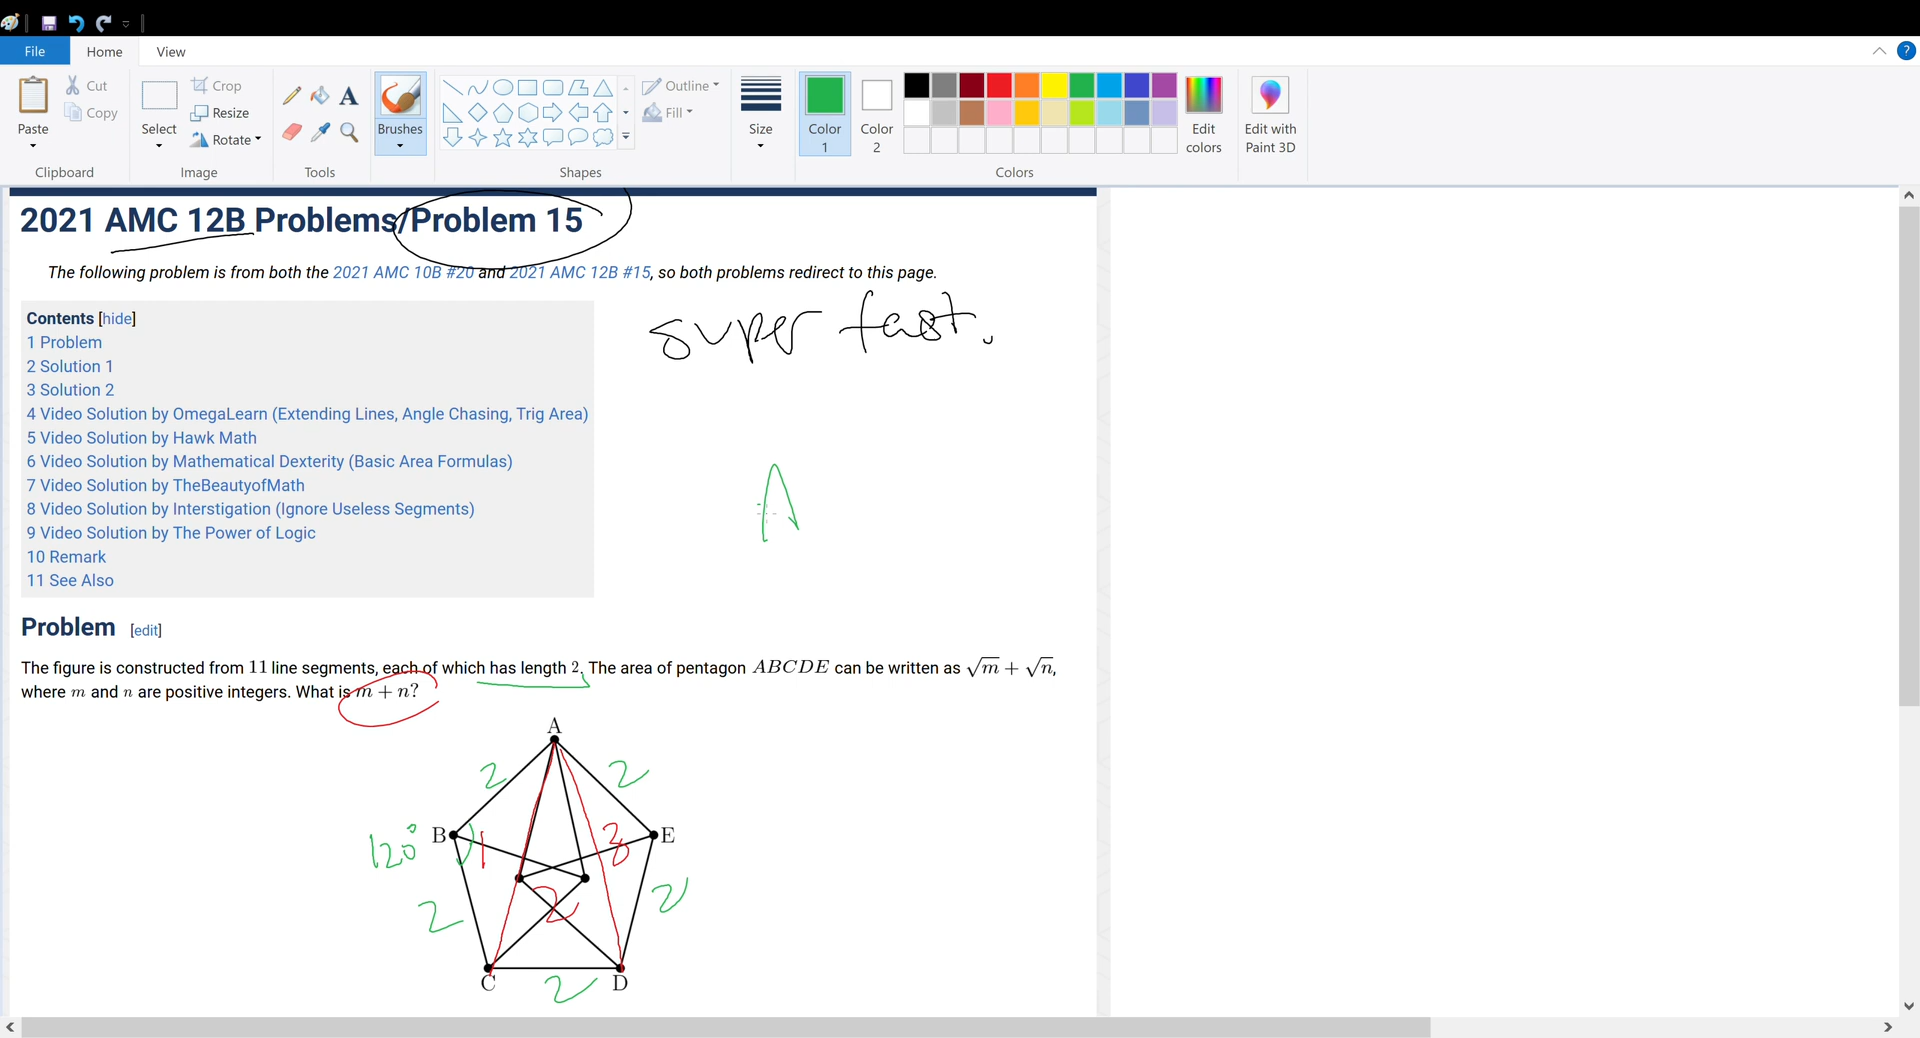 File Home View
Paste
Cut
Copy
Clipboard
Select
Crop
Resize
Rotate
Image
A
Tools
Brushes
Shapes
Outline
Fill
Size
Color 1
Color 2
Edit colors
Colors
Edit with Paint 3D
?
2021 AMC 12B Problems/Problem 15
The following problem is from both the 2021 AMC 10B #20 and 2021 AMC 12B #15, so both problems redirect to this page.
super fast.
Contents [hide]
1 Problem
2 Solution 1
3 Solution 2
4 Video Solution by OmegaLearn (Extending Lines, Angle Chasing, Trig Area)
5 Video Solution by Hawk Math
6 Video Solution by Mathematical Dexterity (Basic Area Formulas)
7 Video Solution by TheBeautyofMath
8 Video Solution by Interstigation (Ignore Useless Segments)
9 Video Solution by The Power of Logic
10 Remark
11 See Also
Problem [edit]
The figure is constructed from 11 line segments, each of which has length 2. The area of pentagon ABCDE can be written as √m + √n,
where m and n are positive integers. What is m + n?
A
2 2
120° B 1 3 E
2 2 2
C D
2